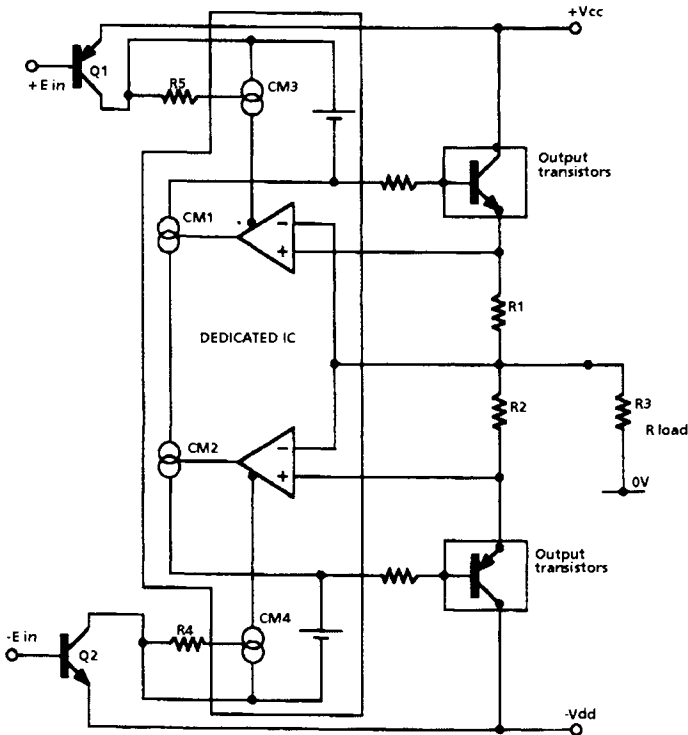 +Vcc
Q1
+E in
R5
CM3
Output
transistors
CM1
-
+
R1
DEDICATED IC
R2
R3
R load
CM2
-
+
0V
Output
transistors
CM4
R4
-E in
Q2
-Vdd